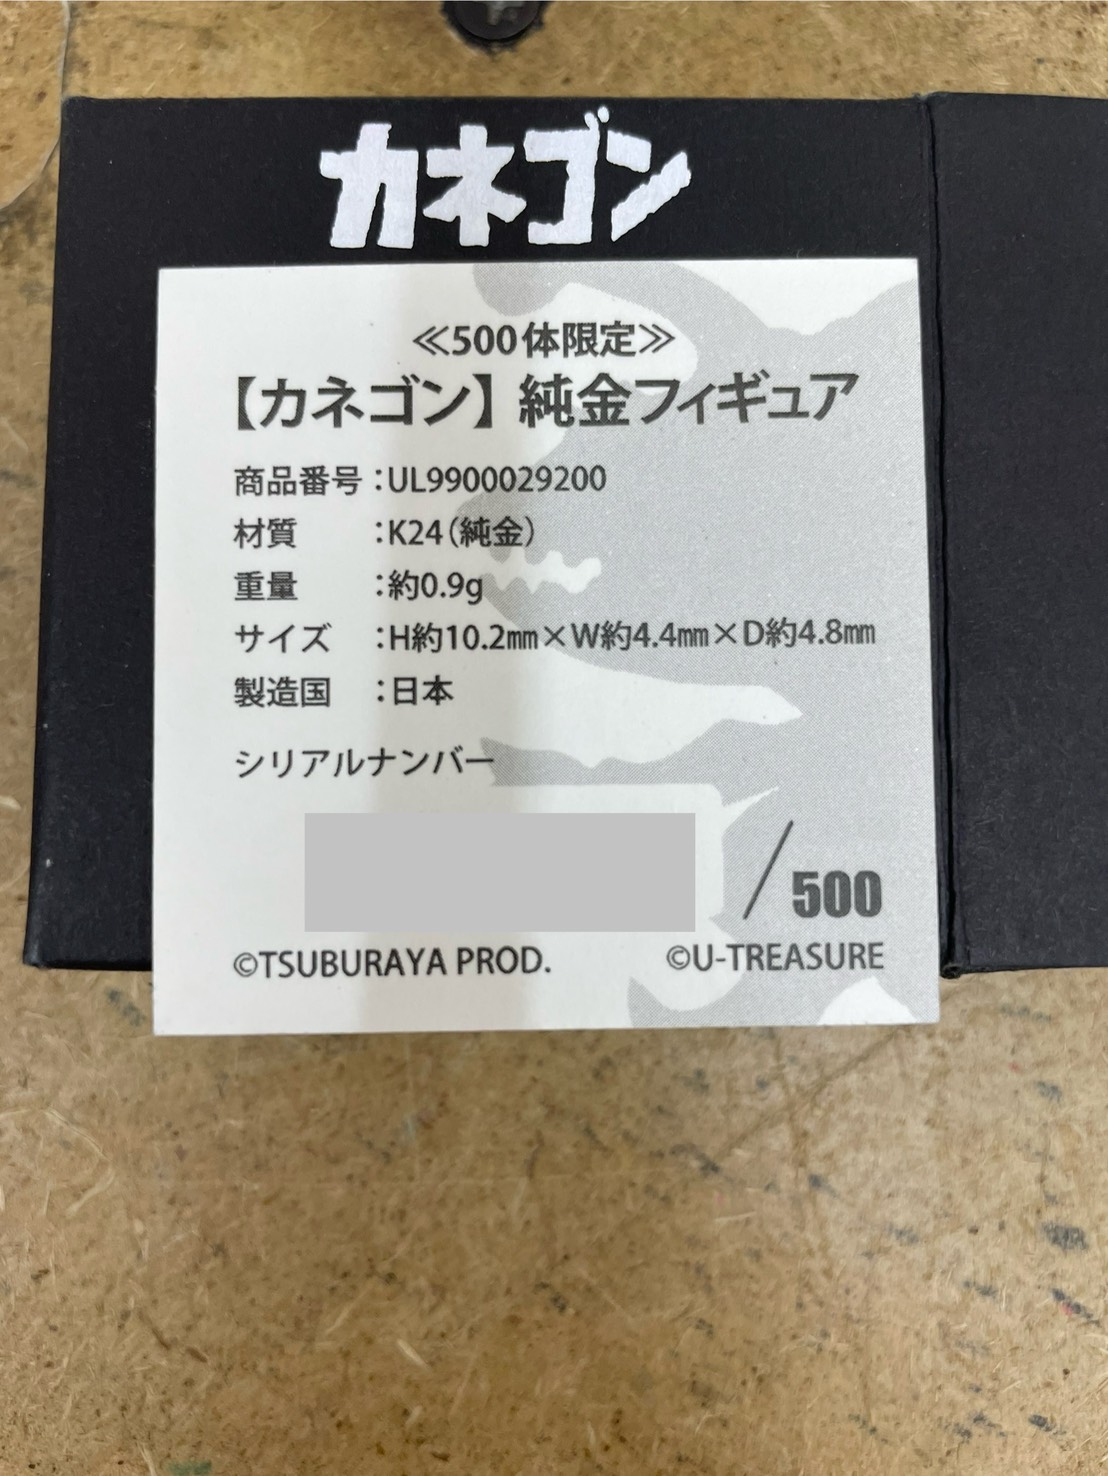 カネゴン
≪500体限定≫
【カネゴン】純金フィギュア
商品番号：UL9900029200
材質　　：K24（純金）
重量　　：約0.9g
サイズ　：H約10.2㎜×W約4.4㎜×D約4.8㎜
製造国　：日本
シリアルナンバー
／500
©TSUBURAYA PROD. ©U-TREASURE